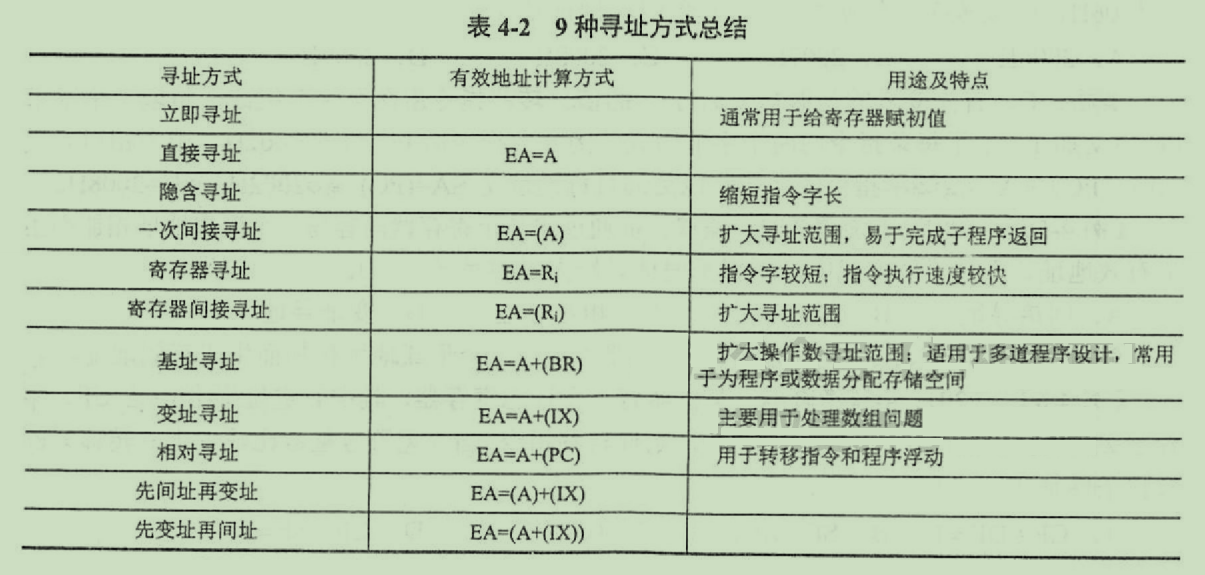 表 4-2 9 种寻址方式总结
寻址方式 有效地址计算方式 用途及特点
立即寻址 通常用于给寄存器赋初值
直接寻址 EA=A
隐含寻址 缩短指令字长
一次间接寻址 EA=(A) 扩大寻址范围，易于完成子程序返回
寄存器寻址 EA=Ri 指令字较短；指令执行速度较快
寄存器间接寻址 EA=(Ri) 扩大寻址范围
基址寻址 EA=A+(BR) 扩大操作数寻址范围；适用于多道程序设计，常用
于为程序或数据分配存储空间
变址寻址 EA=A+(IX) 主要用于处理数组问题
相对寻址 EA=A+(PC) 用于转移指令和程序浮动
先间址再变址 EA=(A)+(IX)
先变址再间址 EA=(A+(IX))